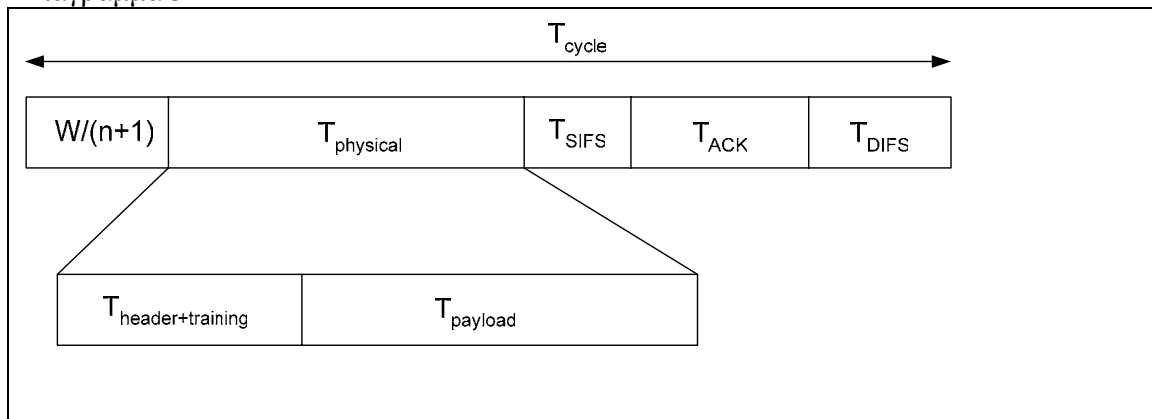 T_cycle
W/(n+1) T_physical T_SIFS T_ACK T_DIFS
T_header+training T_payload